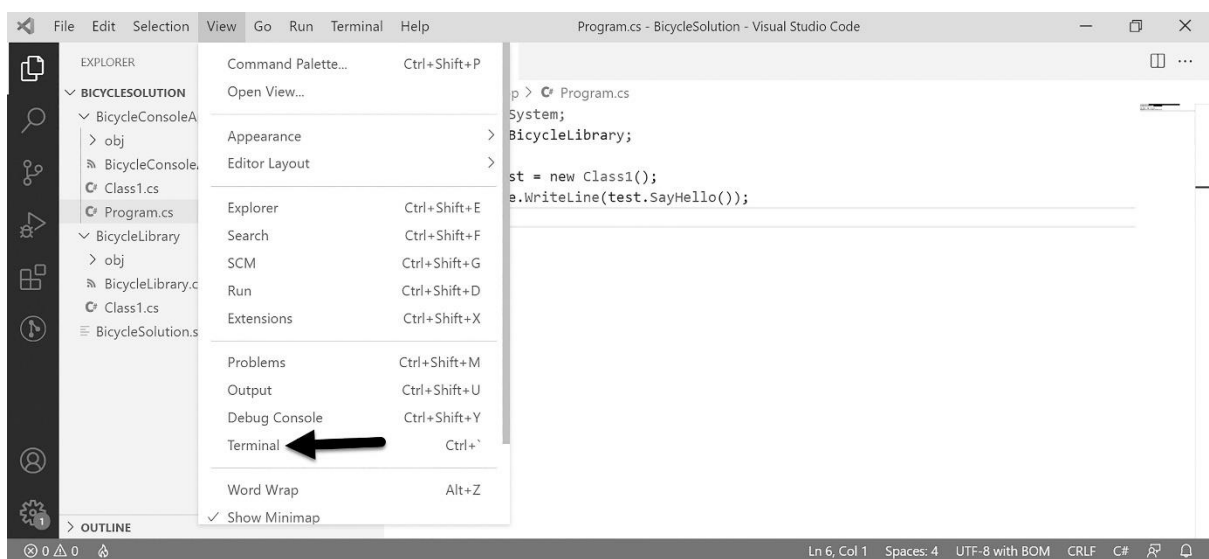 File Edit Selection View Go Run Terminal Help Program.cs - BicycleSolution - Visual Studio Code
EXPLORER
BICYCLESOLUTION
BicycleConsoleA
obj
BicycleConsole.
Class1.cs
Program.cs
BicycleLibrary
obj
BicycleLibrary.c
Class1.cs
BicycleSolution.s
OUTLINE
Command Palette... Ctrl+Shift+P
Open View...
Appearance
Editor Layout
Explorer Ctrl+Shift+E
Search Ctrl+Shift+F
SCM Ctrl+Shift+G
Run Ctrl+Shift+D
Extensions Ctrl+Shift+X
Problems Ctrl+Shift+M
Output Ctrl+Shift+U
Debug Console Ctrl+Shift+Y
Terminal Ctrl+`
Word Wrap Alt+Z
Show Minimap
p > C# Program.cs
System;
BicycleLibrary;
st = new Class1();
e.WriteLine(test.SayHello());
1
0 0 Ln 6, Col 1 Spaces: 4 UTF-8 with BOM CRLF C#